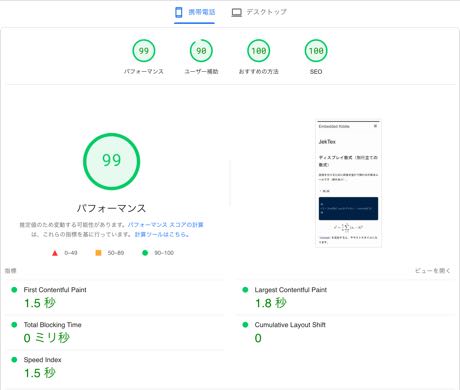 携帯電話
デスクトップ
99
90
100
100
パフォーマンス
ユーザー補助
おすすめの方法
SEO
99
パフォーマンス
推定値のため変動する可能性があります。パフォーマンス スコアの計算
は、これらの指標を基に行っています。計算ツールはこちら。
0–49
50–89
90–100
JekTex
ディスプレイ数式（別行立ての
数式）
指標
ビューを開く
First Contentful Paint
1.5 秒
Largest Contentful Paint
1.8 秒
Total Blocking Time
0 ミリ秒
Cumulative Layout Shift
0
Speed Index
1.5 秒